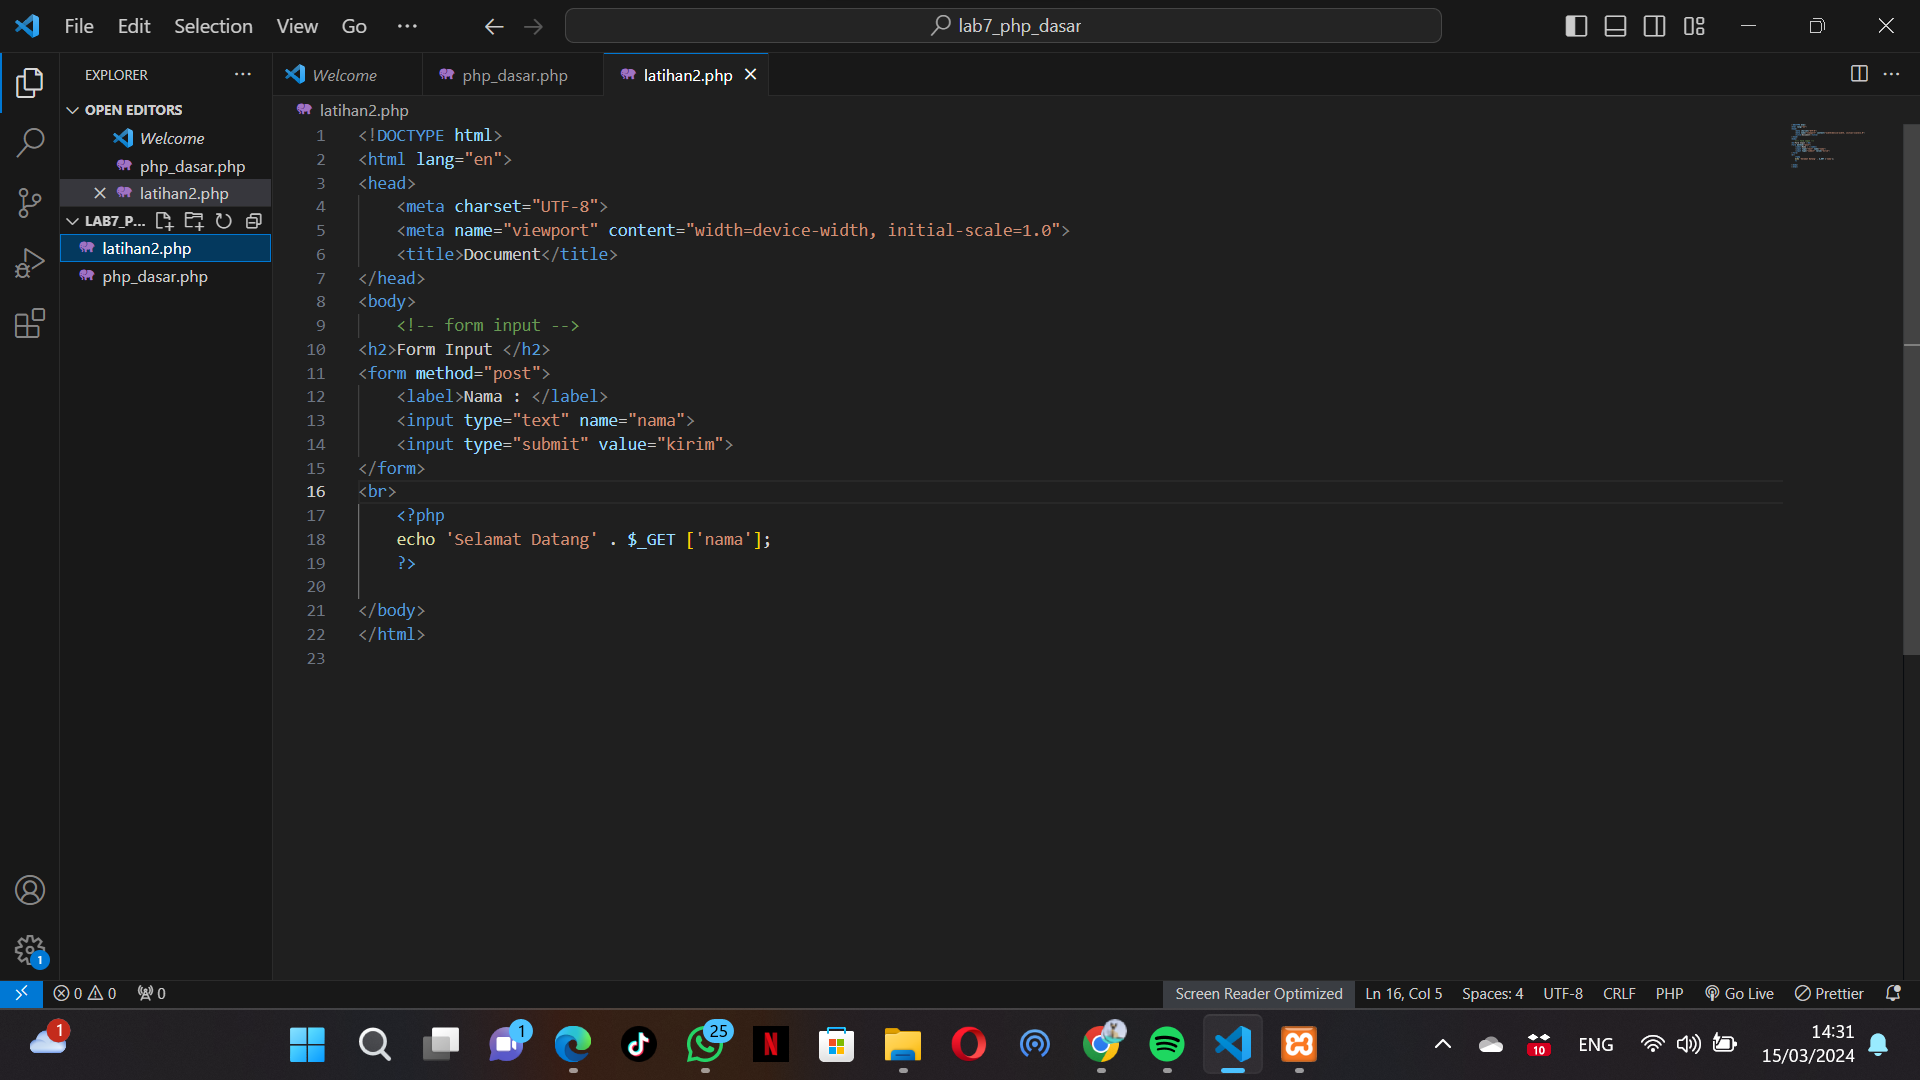 File Edit Selection View Go ··· lab7_php_dasar
EXPLORER ···
OPEN EDITORS
Welcome
php_dasar.php
latihan2.php
LAB7_P...
latihan2.php
php_dasar.php
Welcome php_dasar.php latihan2.php
latihan2.php
1 <!DOCTYPE html>
2 <html lang="en">
3 <head>
4 <meta charset="UTF-8">
5 <meta name="viewport" content="width=device-width, initial-scale=1.0">
6 <title>Document</title>
7 </head>
8 <body>
9 <!-- form input -->
10 <h2>Form Input </h2>
11 <form method="post">
12 <label>Nama : </label>
13 <input type="text" name="nama">
14 <input type="submit" value="kirim">
15 </form>
16 <br>
17 <?php
18 echo 'Selamat Datang' . $_GET ['nama'];
19 ?>
20
21 </body>
22 </html>
23
1
0 0 0 Screen Reader Optimized Ln 16, Col 5 Spaces: 4 UTF-8 CRLF PHP Go Live Prettier
1 1 25 N 10 ENG 14:31
15/03/2024